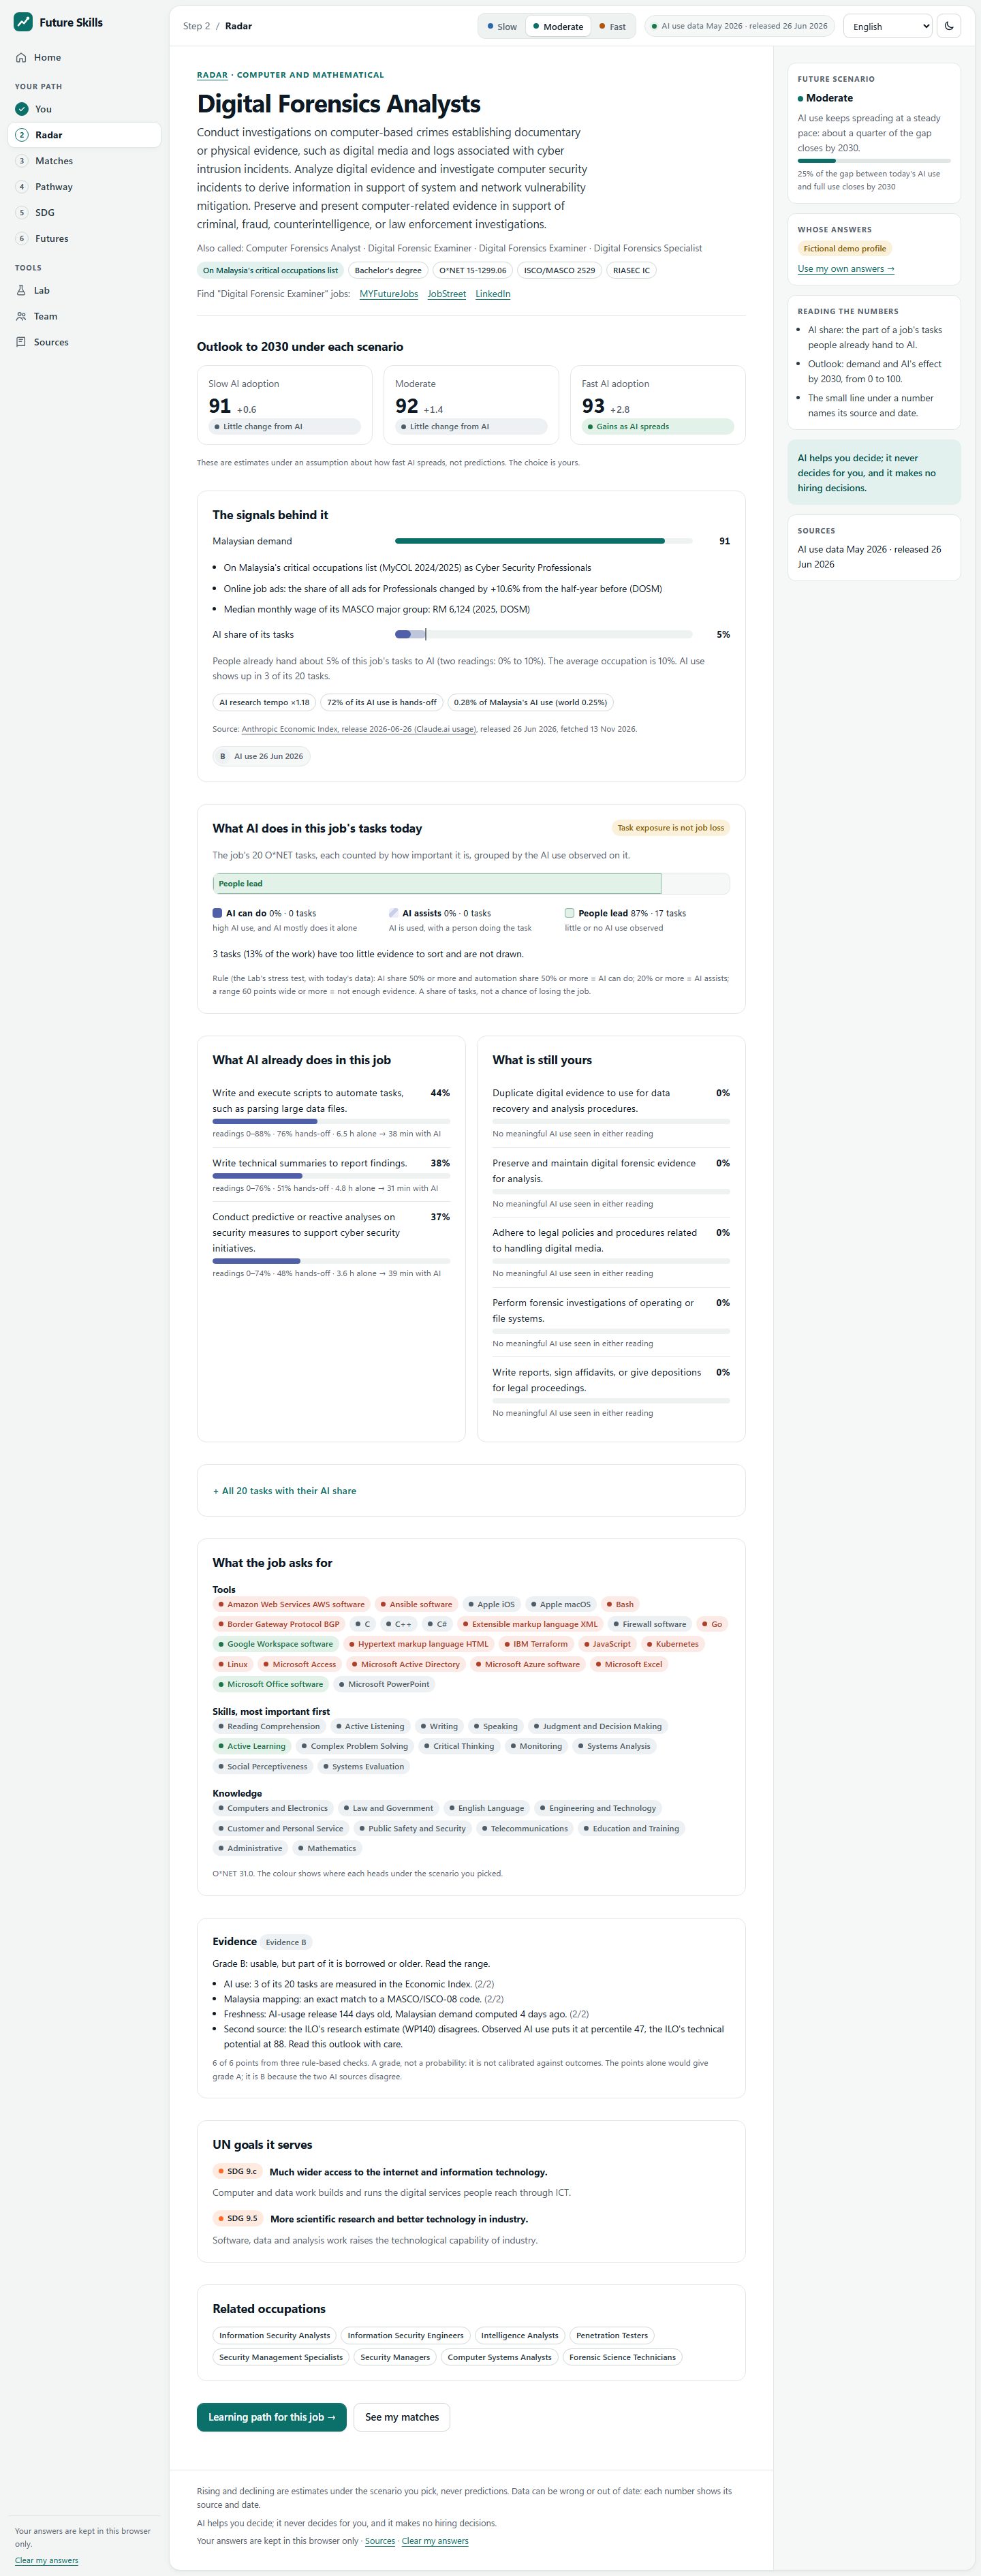 Future Skills
Home
YOUR PATH
You
2 Radar
3 Matches
4 Pathway
5 SDG
6 Futures
TOOLS
Lab
Team
Sources
Your answers are kept in this browser
only.
Clear my answers
Step 2 / Radar
Slow Moderate Fast
AI use data May 2026 · released 26 Jun 2026
English
RADAR · COMPUTER AND MATHEMATICAL
Digital Forensics Analysts
Conduct investigations on computer-based crimes establishing documentary
or physical evidence, such as digital media and logs associated with cyber
intrusion incidents. Analyze digital evidence and investigate computer security
incidents to derive information in support of system and network vulnerability
mitigation. Preserve and present computer-related evidence in support of
criminal, fraud, counterintelligence, or law enforcement investigations.
Also called: Computer Forensics Analyst · Digital Forensic Examiner · Digital Forensics Examiner · Digital Forensics Specialist
On Malaysia's critical occupations list Bachelor's degree O*NET 15-1299.06 ISCO/MASCO 2529 RIASEC IC
Find "Digital Forensic Examiner" jobs: MYFutureJobs JobStreet LinkedIn
Outlook to 2030 under each scenario
Slow AI adoption
91 +0.6
Little change from AI
Moderate
92 +1.4
Little change from AI
Fast AI adoption
93 +2.8
Gains as AI spreads
These are estimates under an assumption about how fast AI spreads, not predictions. The choice is yours.
The signals behind it
Malaysian demand 91
On Malaysia's critical occupations list (MyCOL 2024/2025) as Cyber Security Professionals
Online job ads: the share of all ads for Professionals changed by +10.6% from the half-year before (DOSM)
Median monthly wage of its MASCO major group: RM 6,124 (2025, DOSM)
AI share of its tasks 5%
People already hand about 5% of this job's tasks to AI (two readings: 0% to 10%). The average occupation is 10%. AI use
shows up in 3 of its 20 tasks.
AI research tempo ×1.18 72% of its AI use is hands-off 0.28% of Malaysia's AI use (world 0.25%)
Source: Anthropic Economic Index, release 2026-06-26 (Claude.ai usage), released 26 Jun 2026, fetched 13 Nov 2026.
B AI use 26 Jun 2026
What AI does in this job's tasks today
Task exposure is not job loss
The job's 20 O*NET tasks, each counted by how important it is, grouped by the AI use observed on it.
People lead
AI can do 0% · 0 tasks
high AI use, and AI mostly does it alone
AI assists 0% · 0 tasks
AI is used, with a person doing the task
People lead 87% · 17 tasks
little or no AI use observed
3 tasks (13% of the work) have too little evidence to sort and are not drawn.
Rule (the Lab's stress test, with today's data): AI share 50% or more and automation share 50% or more = AI can do; 20% or more = AI assists;
a range 60 points wide or more = not enough evidence. A share of tasks, not a chance of losing the job.
What AI already does in this job
Write and execute scripts to automate tasks, 44%
such as parsing large data files.
readings 0–88% · 76% hands-off · 6.5 h alone → 38 min with AI
Write technical summaries to report findings. 38%
readings 0–76% · 51% hands-off · 4.8 h alone → 31 min with AI
Conduct predictive or reactive analyses on 37%
security measures to support cyber security
initiatives.
readings 0–74% · 48% hands-off · 3.6 h alone → 39 min with AI
What is still yours
Duplicate digital evidence to use for data 0%
recovery and analysis procedures.
No meaningful AI use seen in either reading
Preserve and maintain digital forensic evidence 0%
for analysis.
No meaningful AI use seen in either reading
Adhere to legal policies and procedures related 0%
to handling digital media.
No meaningful AI use seen in either reading
Perform forensic investigations of operating or 0%
file systems.
No meaningful AI use seen in either reading
Write reports, sign affidavits, or give depositions 0%
for legal proceedings.
No meaningful AI use seen in either reading
+ All 20 tasks with their AI share
What the job asks for
Tools
Amazon Web Services AWS software Ansible software Apple iOS Apple macOS Bash
Border Gateway Protocol BGP C C++ C# Extensible markup language XML Firewall software Go
Google Workspace software Hypertext markup language HTML IBM Terraform JavaScript Kubernetes
Linux Microsoft Access Microsoft Active Directory Microsoft Azure software Microsoft Excel
Microsoft Office software Microsoft PowerPoint
Skills, most important first
Reading Comprehension Active Listening Writing Speaking Judgment and Decision Making
Active Learning Complex Problem Solving Critical Thinking Monitoring Systems Analysis
Social Perceptiveness Systems Evaluation
Knowledge
Computers and Electronics Law and Government English Language Engineering and Technology
Customer and Personal Service Public Safety and Security Telecommunications Education and Training
Administrative Mathematics
O*NET 31.0. The colour shows where each heads under the scenario you picked.
Evidence Evidence B
Grade B: usable, but part of it is borrowed or older. Read the range.
AI use: 3 of its 20 tasks are measured in the Economic Index. (2/2)
Malaysia mapping: an exact match to a MASCO/ISCO-08 code. (2/2)
Freshness: AI-usage release 144 days old, Malaysian demand computed 4 days ago. (2/2)
Second source: the ILO's research estimate (WP140) disagrees. Observed AI use puts it at percentile 47, the ILO's technical
potential at 88. Read this outlook with care.
6 of 6 points from three rule-based checks. A grade, not a probability: it is not calibrated against outcomes. The points alone would give
grade A; it is B because the two AI sources disagree.
UN goals it serves
SDG 9.c Much wider access to the internet and information technology.
Computer and data work builds and runs the digital services people reach through ICT.
SDG 9.5 More scientific research and better technology in industry.
Software, data and analysis work raises the technological capability of industry.
Related occupations
Information Security Analysts Information Security Engineers Intelligence Analysts Penetration Testers
Security Management Specialists Security Managers Computer Systems Analysts Forensic Science Technicians
Learning path for this job → See my matches
Rising and declining are estimates under the scenario you pick, never predictions. Data can be wrong or out of date: each number shows its
source and date.
AI helps you decide; it never decides for you, and it makes no hiring decisions.
Your answers are kept in this browser only · Sources · Clear my answers
FUTURE SCENARIO
Moderate
AI use keeps spreading at a steady
pace: about a quarter of the gap
closes by 2030.
25% of the gap between today's AI use
and full use closes by 2030
WHOSE ANSWERS
Fictional demo profile
Use my own answers →
READING THE NUMBERS
AI share: the part of a job's tasks
people already hand to AI.
Outlook: demand and AI's effect
by 2030, from 0 to 100.
The small line under a number
names its source and date.
AI helps you decide; it never
decides for you, and it makes no
hiring decisions.
SOURCES
AI use data May 2026 · released 26
Jun 2026